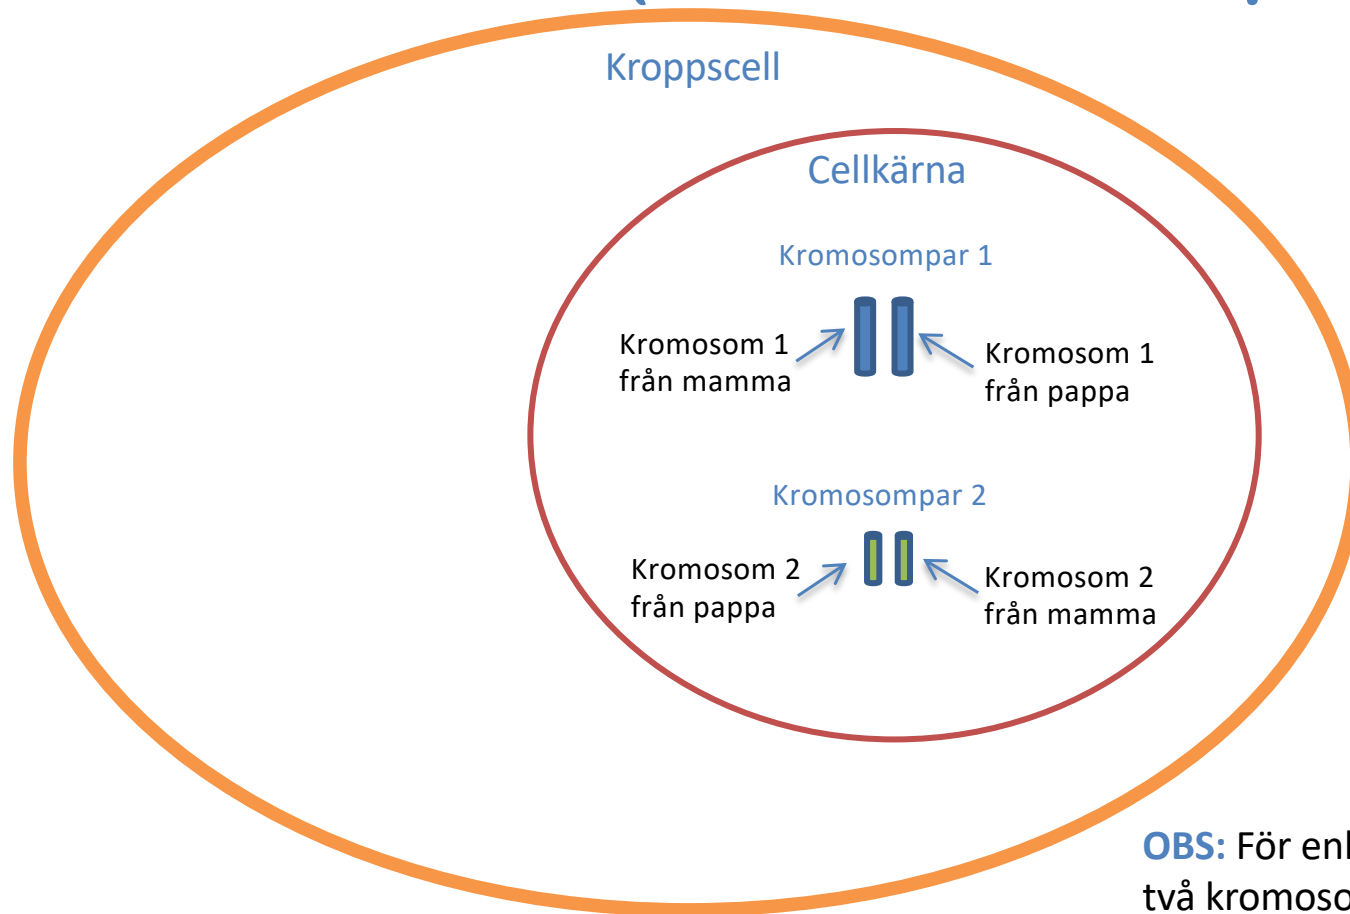 Kroppscell
Cellkärna
Kromosompar 1
Kromosom 1
från mamma
Kromosom 1
från pappa
Kromosompar 2
Kromosom 2
från pappa
Kromosom 2
från mamma
OBS: För enk
två kromoso